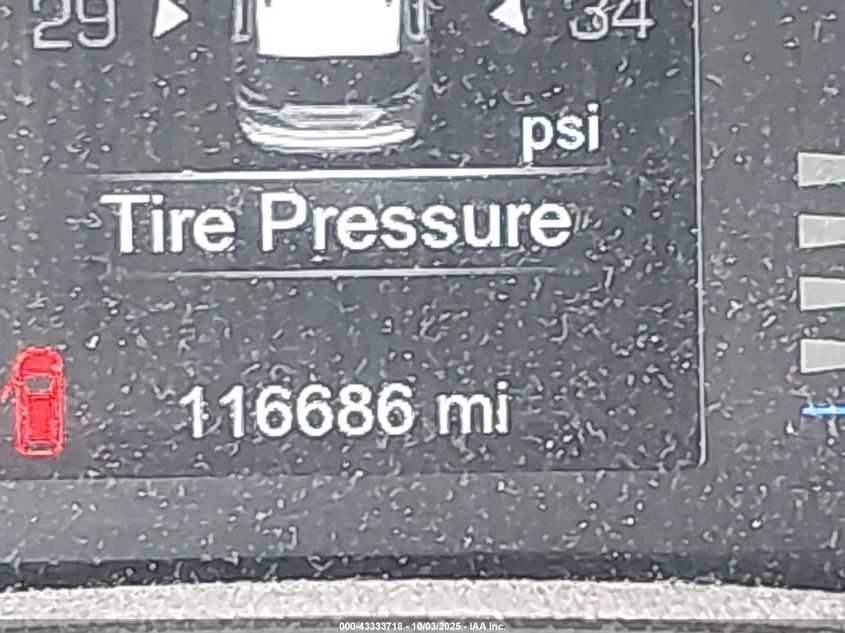 29 34
psi
Tire Pressure
116686 mi
000-43333718 - 10/03/2025 - IAA Inc.